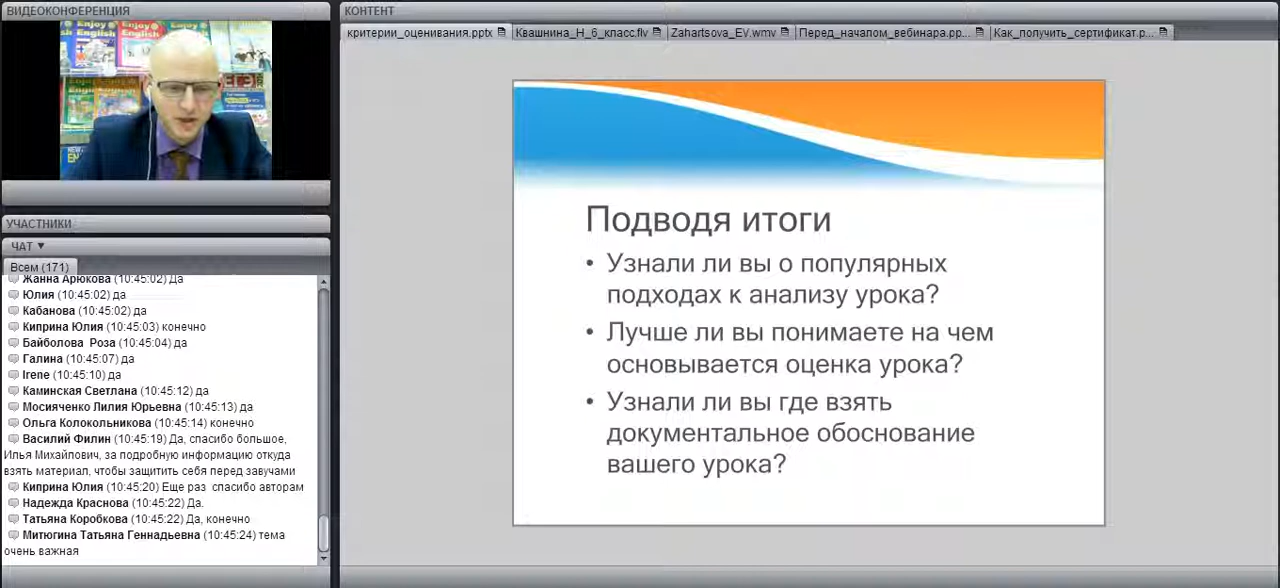 ВИДЕОКОНФЕРЕНЦИЯ
Enjoy
English
Enjoy
English
ЕГЭ
УЧАСТНИКИ
ЧАТ ▼
Всем (171)
Жанна Арюкова (10:45:02) Да
Юлия (10:45:02) да
Кабанова (10:45:02) да
Киприна Юлия (10:45:03) конечно
Байболова Роза (10:45:04) да
Галина (10:45:07) да
Irene (10:45:10) да
Каминская Светлана (10:45:12) да
Мосияченко Лилия Юрьевна (10:45:13) да
Ольга Колокольникова (10:45:14) конечно
Василий Филин (10:45:19) Да, спасибо большое,
Илья Михайлович, за подробную информацию откуда
взять материал, чтобы защитить себя перед завучами
Киприна Юлия (10:45:20) Еще раз спасибо авторам
Надежда Краснова (10:45:22) Да.
Татьяна Коробкова (10:45:22) Да, конечно
Митюгина Татьяна Геннадьевна (10:45:24) тема
очень важная
КОНТЕНТ
критерии_оценивания.pptx
Квашнина_Н_6_класс.flv
Zahartsova_EV.wmv
Перед_началом_вебинара.pp...
Как_получить_сертификат.p...
Подводя итоги
• Узнали ли вы о популярных
подходах к анализу урока?
• Лучше ли вы понимаете на чем
основывается оценка урока?
• Узнали ли вы где взять
документальное обоснование
вашего урока?